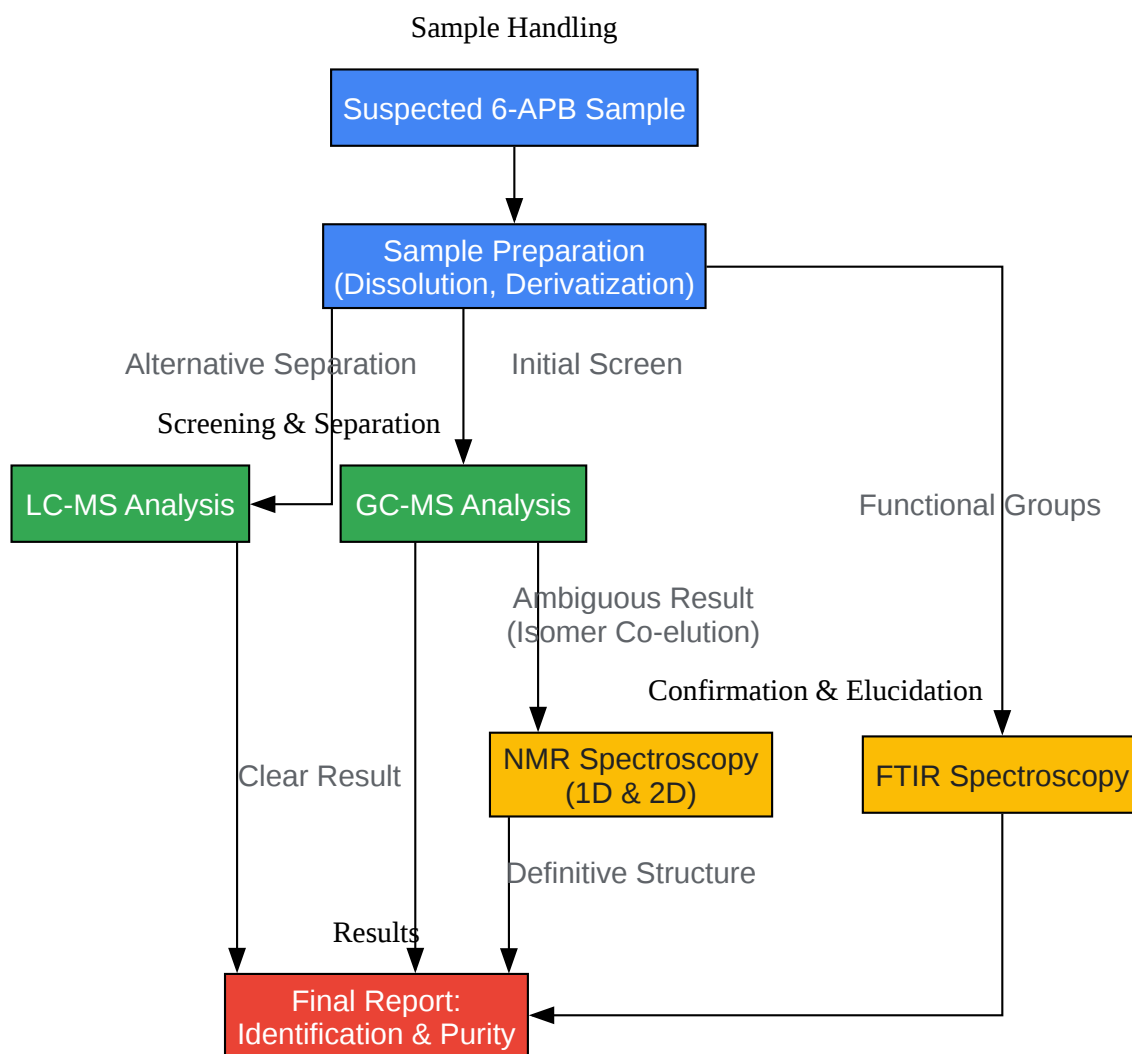 Sample Handling
Suspected 6-APB Sample
Sample Preparation
(Dissolution, Derivatization)
Alternative Separation
Initial Screen
Screening & Separation
LC-MS Analysis
GC-MS Analysis
Functional Groups
Ambiguous Result
(Isomer Co-elution)
Confirmation & Elucidation
NMR Spectroscopy
(1D & 2D)
FTIR Spectroscopy
Clear Result
Definitive Structure
Results
Final Report:
Identification & Purity